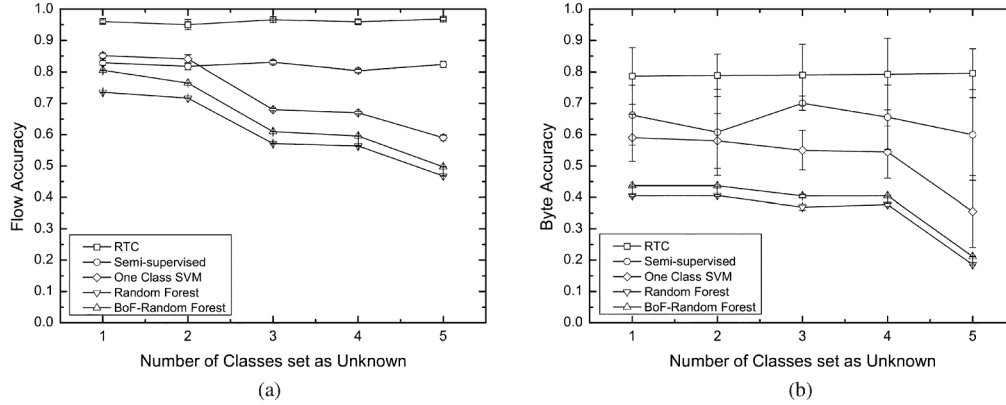 1.0
0.9
0.8
0.7
0.6
0.5
0.4
0.3
0.2
0.1
0.0
Flow Accuracy
RTC
Semi-supervised
One Class SVM
Random Forest
BoF-Random Forest
1 2 3 4 5
Number of Classes set as Unknown
(a)
1.0
0.9
0.8
0.7
0.6
0.5
0.4
0.3
0.2
0.1
0.0
Byte Accuracy
RTC
Semi-supervised
One Class SVM
Random Forest
BoF-Random Forest
1 2 3 4 5
Number of Classes set as Unknown
(b)